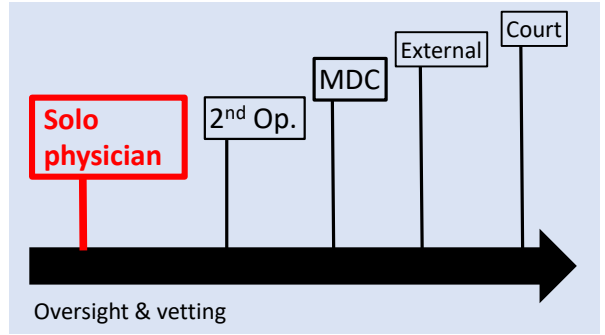 Solo
physician
2nd Op.
MDC
External
Court
Oversight & vetting